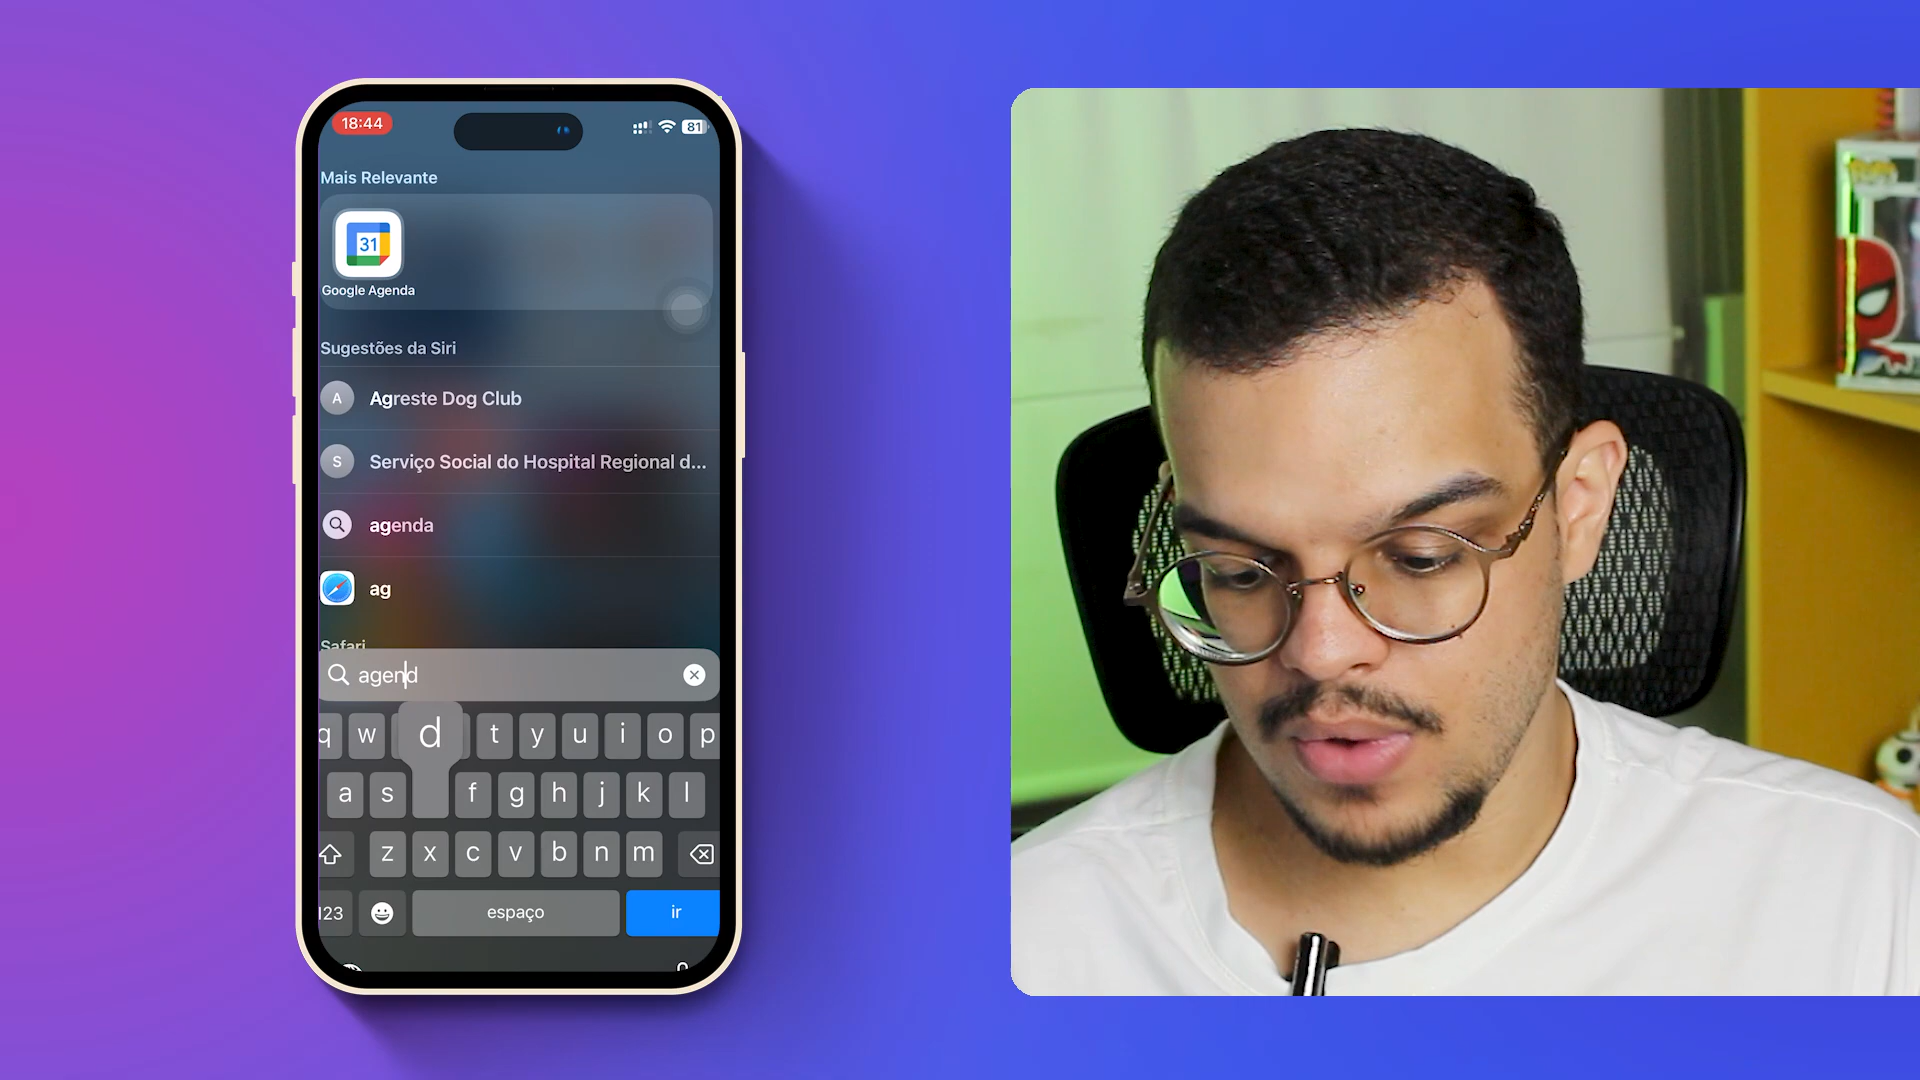 18:44
81
Mais Relevante
31
Google Agenda
Sugestões da Siri
A
Agreste Dog Club
S
Serviço Social do Hospital Regional d...
agenda
ag
Safari
agend
q w d t y u i o p
a s f g h j k l
z x c v b n m
123
espaço
ir